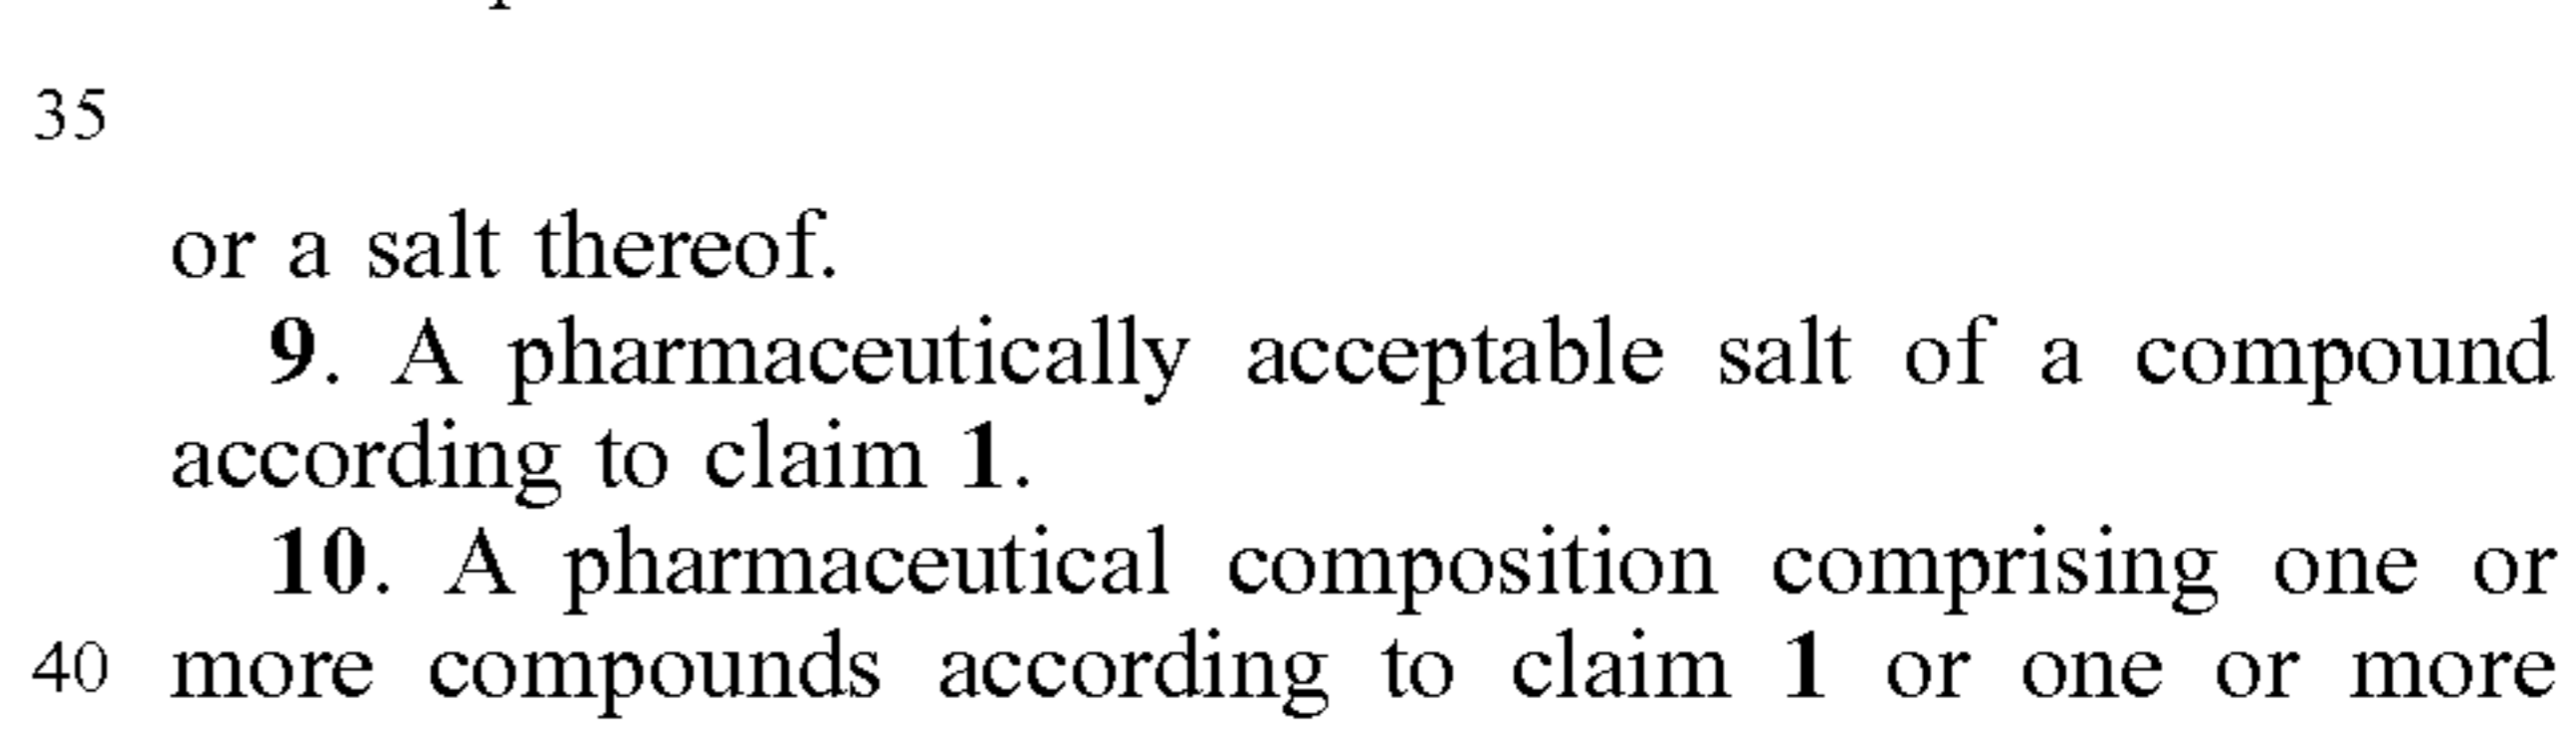 35
or a salt thereof.
9. A pharmaceutically acceptable salt of a compound
according to claim 1.
10. A pharmaceutical composition comprising one or
40 more compounds according to claim 1 or one or more